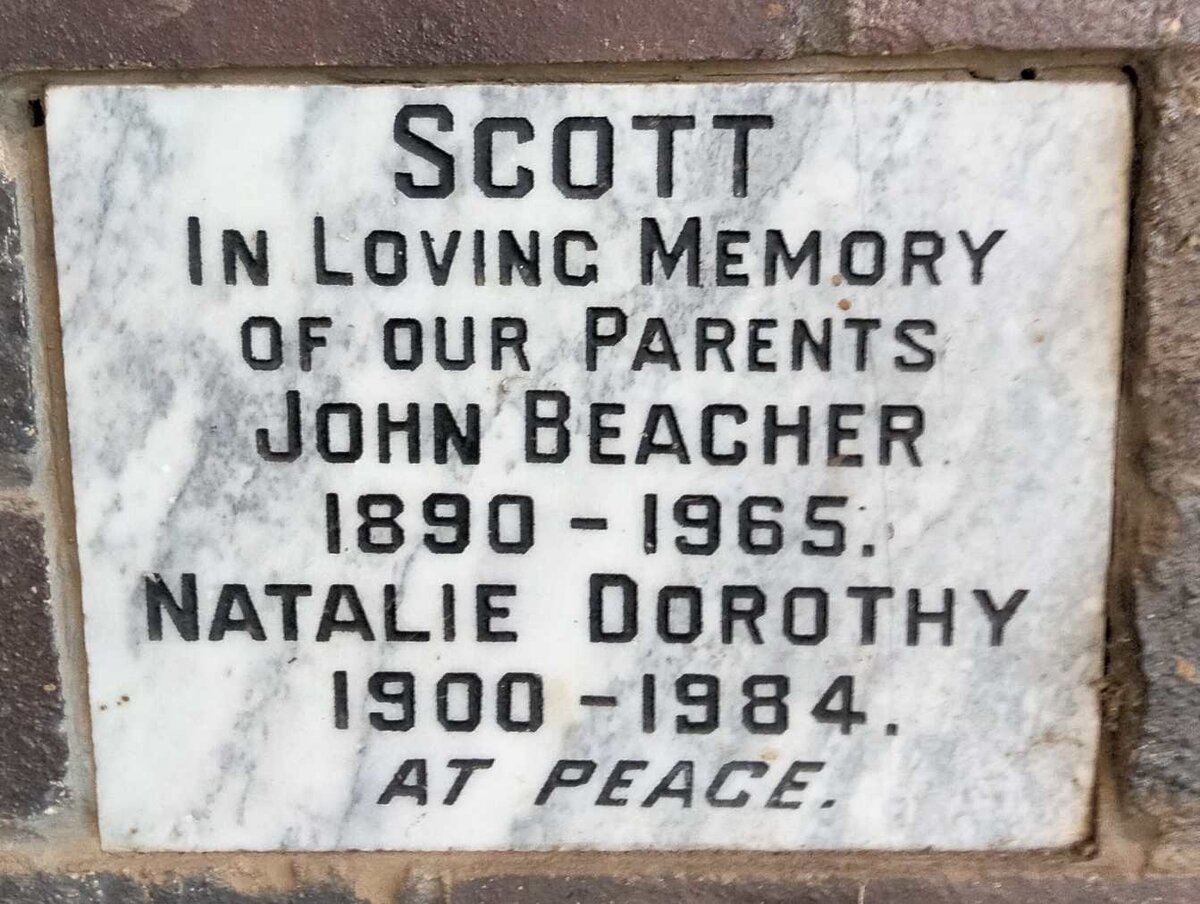 SCOTT
IN LOVING MEMORY
OF OUR PARENTS
JOHN BEACHER
1890 - 1965.
NATALIE DOROTHY
1900 - 1984.
AT PEACE.